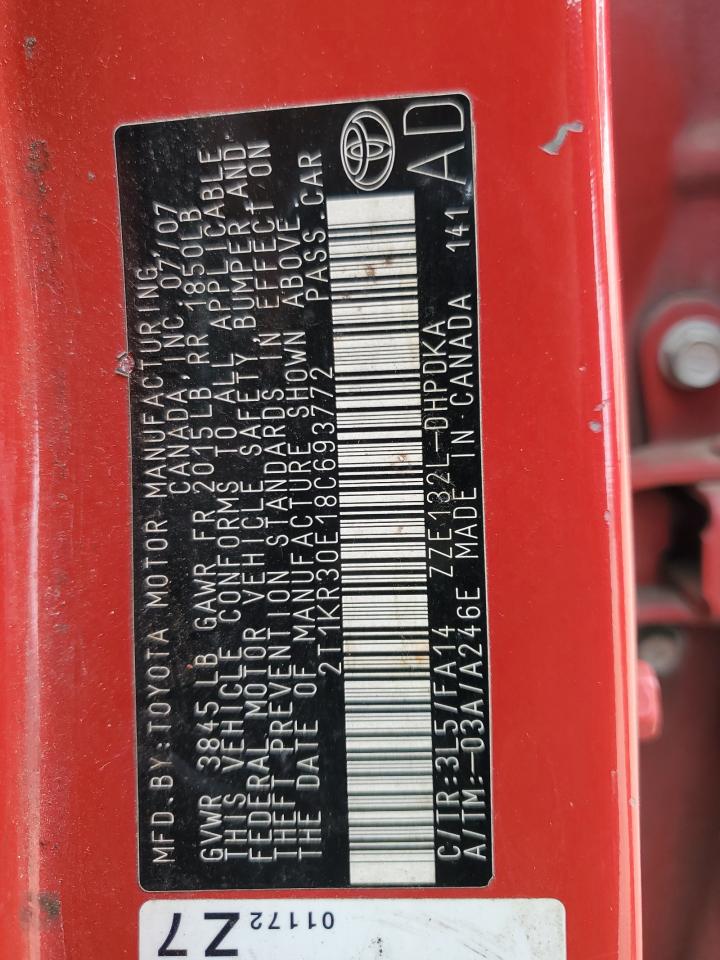 MFD.BY:TOYOTA MOTOR MANUFACTURING,
CANADA,INC. 07/07
GVWR 3845LB GAWR FR 2015LB RR 1850LB
THIS VEHICLE CONFORMS TO ALL APPLICABLE
FEDERAL MOTOR VEHICLE SAFETY, BUMPER,AND
THEFT PREVENTION STANDARDS IN EFFECT ON
THE DATE OF MANUFACTURE SHOWN ABOVE.
2T1KR30E18C693772 PASS.CAR
C/TR:3L5/FA14 ZZE132L-DHPDKA
A/TM:-03A/A246E MADE IN CANADA 141
AD
01172
Z7